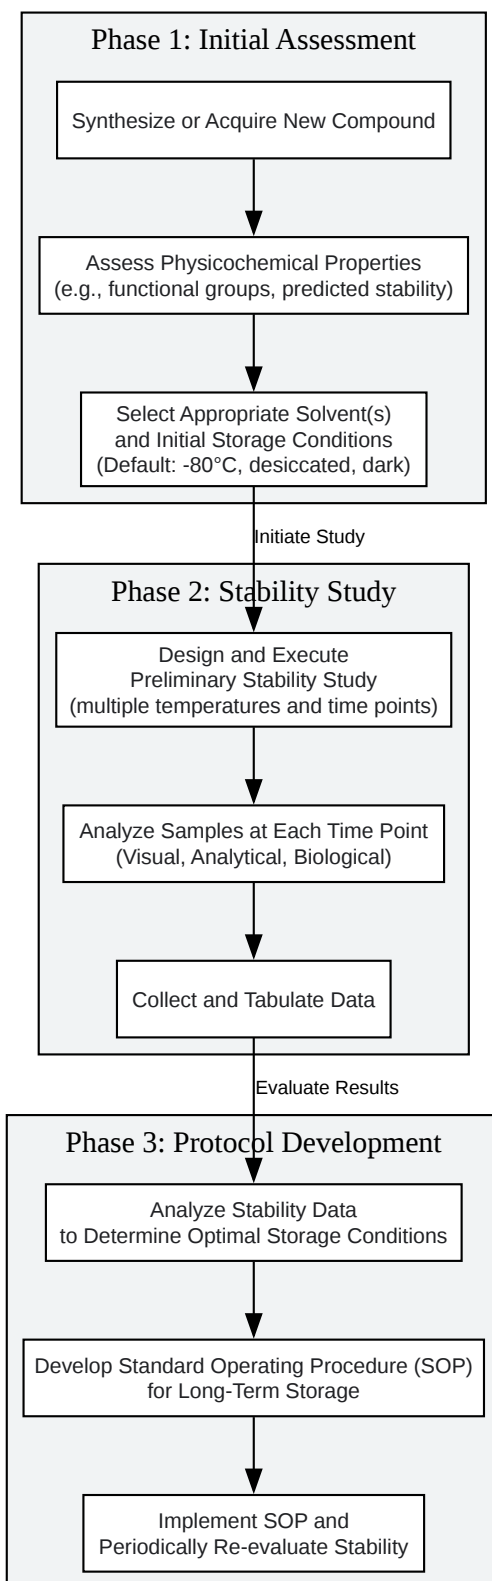 Phase 1: Initial Assessment
Synthesize or Acquire New Compound
Assess Physicochemical Properties
(e.g., functional groups, predicted stability)
Select Appropriate Solvent(s)
and Initial Storage Conditions
(Default: -80°C, desiccated, dark)
Initiate Study
Phase 2: Stability Study
Design and Execute
Preliminary Stability Study
(multiple temperatures and time points)
Analyze Samples at Each Time Point
(Visual, Analytical, Biological)
Collect and Tabulate Data
Evaluate Results
Phase 3: Protocol Development
Analyze Stability Data
to Determine Optimal Storage Conditions
Develop Standard Operating Procedure (SOP)
for Long-Term Storage
Implement SOP and
Periodically Re-evaluate Stability